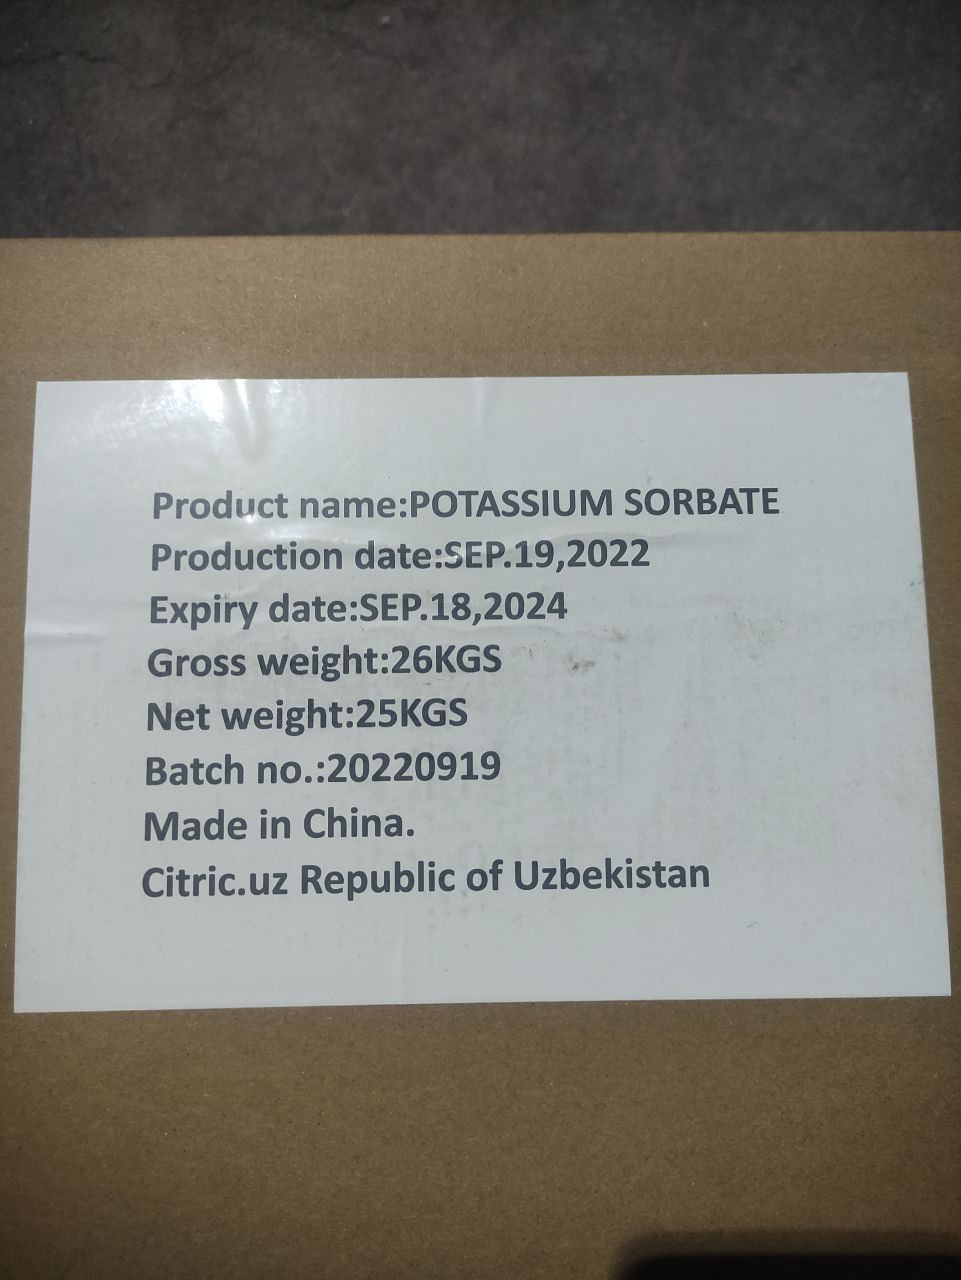 Product name:POTASSIUM SORBATE
Production date:SEP.19,2022
Expiry date:SEP.18,2024
Gross weight:26KGS
Net weight:25KGS
Batch no.:20220919
Made in China.
Citric.uz Republic of Uzbekistan